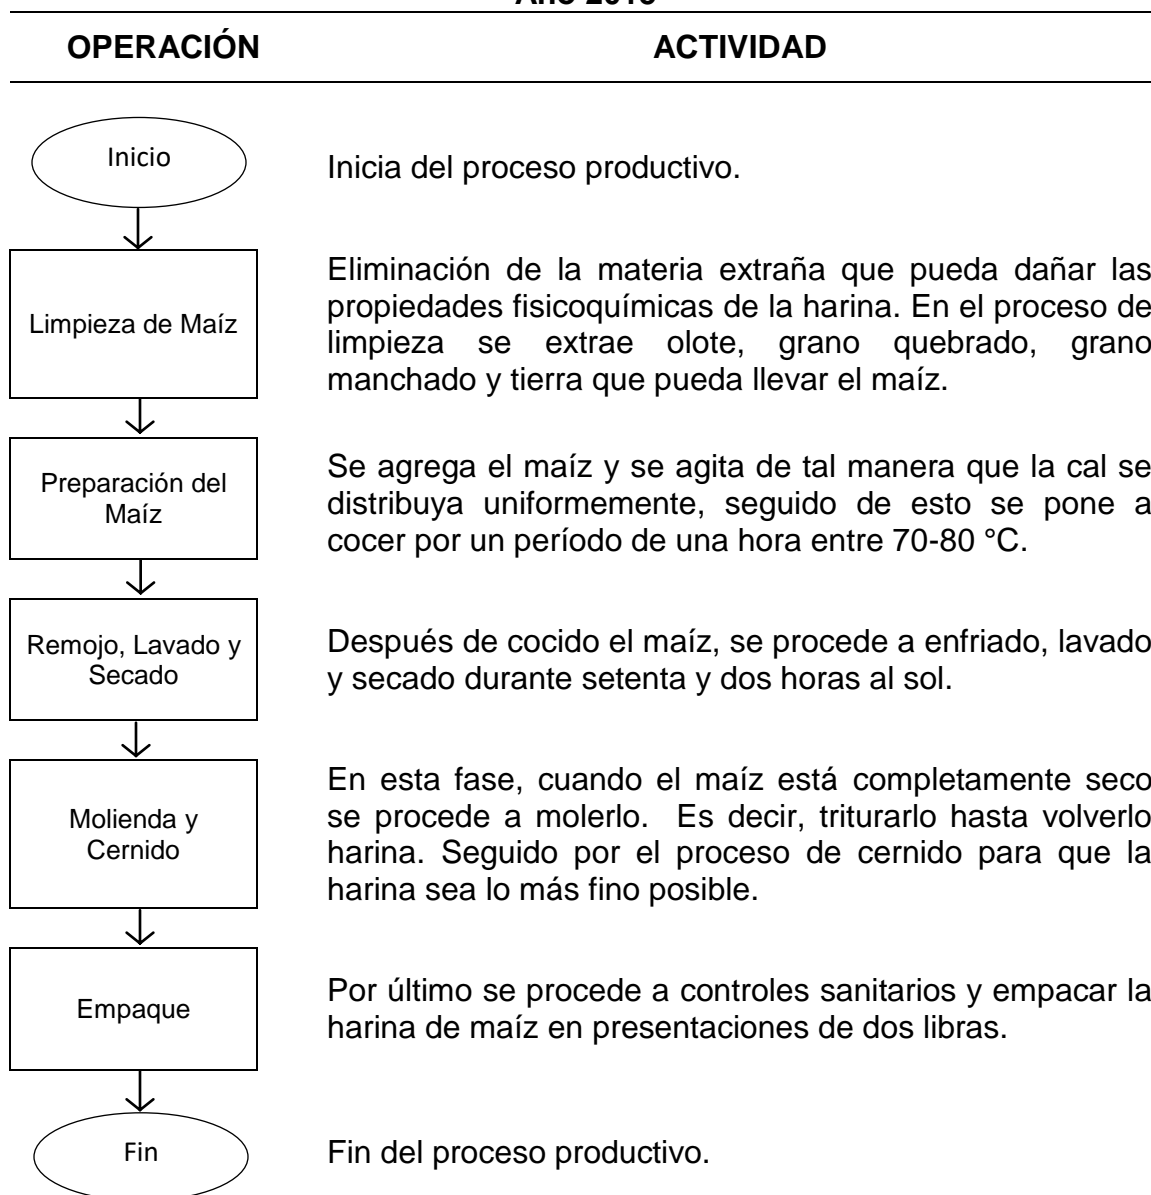 OPERACIÓN ACTIVIDAD
Inicio
Inicia del proceso productivo.
Limpieza de Maíz
Eliminación de la materia extraña que pueda dañar las
propiedades fisicoquímicas de la harina. En el proceso de
limpieza se extrae olote, grano quebrado, grano
manchado y tierra que pueda llevar el maíz.
Preparación del
Maíz
Se agrega el maíz y se agita de tal manera que la cal se
distribuya uniformemente, seguido de esto se pone a
cocer por un período de una hora entre 70-80 °C.
Remojo, Lavado y
Secado
Después de cocido el maíz, se procede a enfriado, lavado
y secado durante setenta y dos horas al sol.
Molienda y
Cernido
En esta fase, cuando el maíz está completamente seco
se procede a molerlo. Es decir, triturarlo hasta volverlo
harina. Seguido por el proceso de cernido para que la
harina sea lo más fino posible.
Empaque
Por último se procede a controles sanitarios y empacar la
harina de maíz en presentaciones de dos libras.
Fin
Fin del proceso productivo.